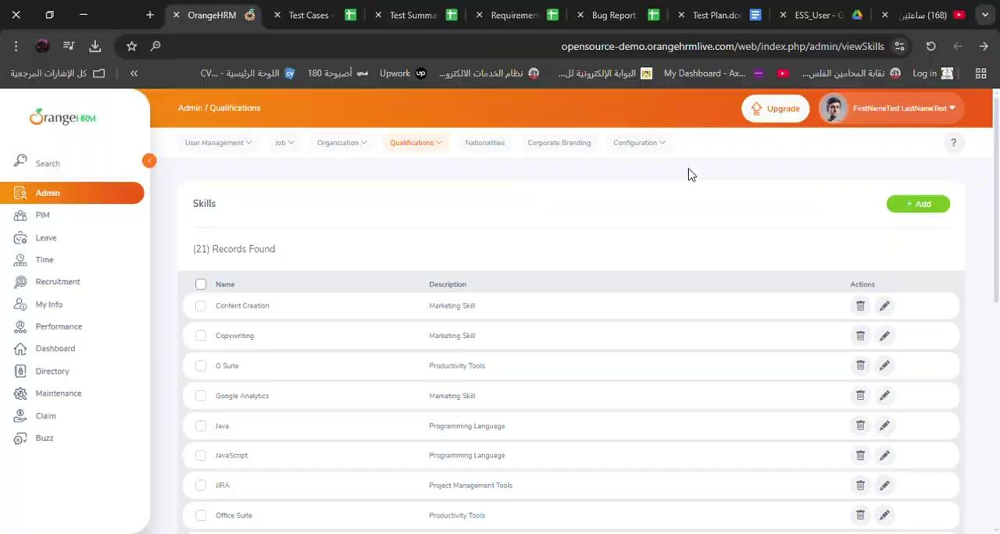 OrangeHRM
Test Cases -
Test Summa
Requiremen
Bug Report
Test Plan.do
ESS_User - G
(168) ساعتين
opensource-demo.orangehrmlive.com/web/index.php/admin/viewSkills
كل الإشارات المرجعية
CV... - اللوحة الرئيسية
أصبوحة 180
Upwork
نظام الخدمات الالكترو...
البوابة الإلكترونية لل...
My Dashboard - Ax...
نقابة المحامين الفلس...
Log in
OrangeHRM
Admin / Qualifications
Upgrade
FirstNameTest LastNameTest
User Management
Job
Organization
Qualifications
Nationalities
Corporate Branding
Configuration
?
Search
Admin
PIM
Leave
Time
Recruitment
My Info
Performance
Dashboard
Directory
Maintenance
Claim
Buzz
Skills
+ Add
(21) Records Found
Name Description Actions
Content Creation Marketing Skill
Copywriting Marketing Skill
G Suite Productivity Tools
Google Analytics Marketing Skill
Java Programming Language
JavaScript Programming Language
JIRA Project Management Tools
Office Suite Productivity Tools